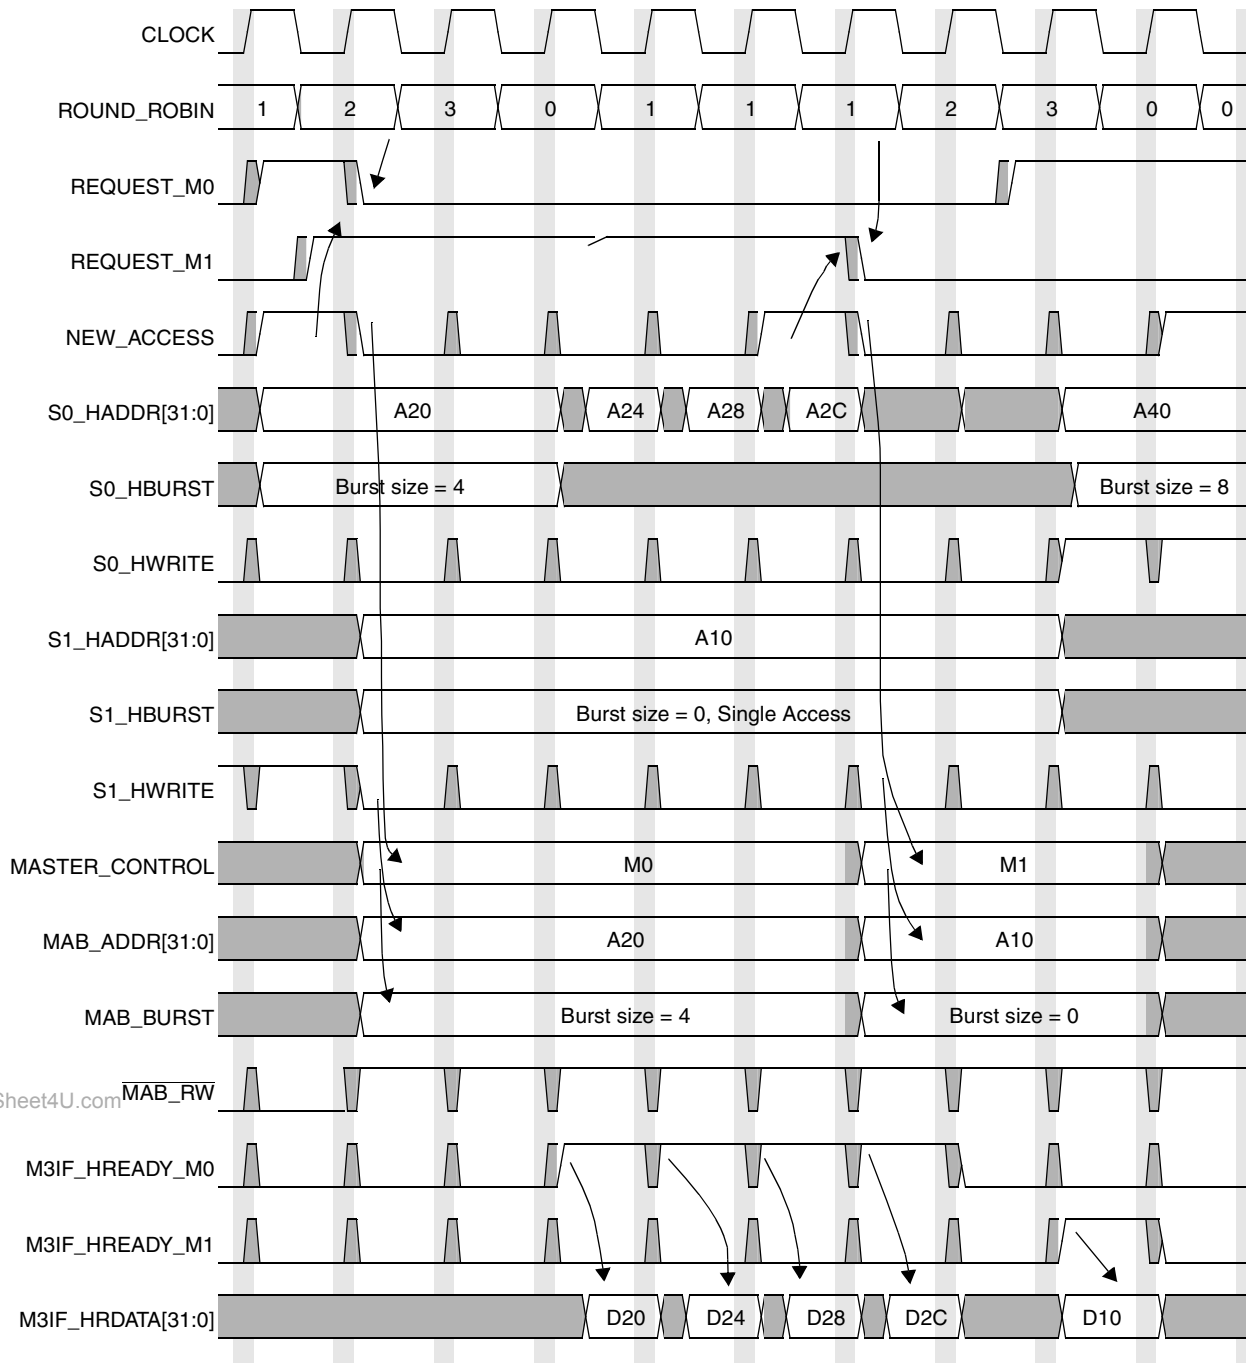 CLOCK
ROUND_ROBIN 1 2 3 0 1 1 1 2 3 0 0
REQUEST_M0
REQUEST_M1
NEW_ACCESS
S0_HADDR[31:0] A20 A24 A28 A2C A40
S0_HBURST Burst size = 4 Burst size = 8
S0_HWRITE
S1_HADDR[31:0] A10
S1_HBURST Burst size = 0, Single Access
S1_HWRITE
MASTER_CONTROL M0 M1
MAB_ADDR[31:0] A20 A10
MAB_BURST Burst size = 4 Burst size = 0
Sheet4U.com MAB_RW
M3IF_HREADY_M0
M3IF_HREADY_M1
M3IF_HRDATA[31:0] D20 D24 D28 D2C D10